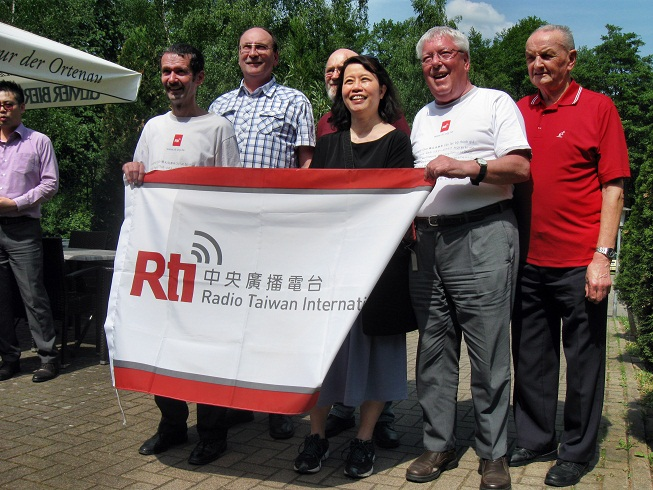 ur der Ortenau
Rti
中央廣播電台
Radio Taiwan Internati